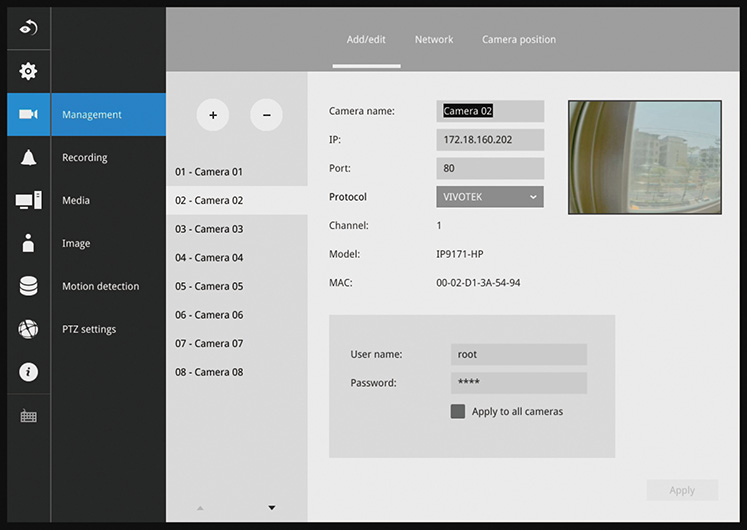 Add/edit
Network
Camera position
Management
Recording
Media
Image
Motion detection
PTZ settings
+
-
01 - Camera 01
02 - Camera 02
03 - Camera 03
04 - Camera 04
05 - Camera 05
06 - Camera 06
07 - Camera 07
08 - Camera 08
Camera name: Camera 02
IP: 172.18.160.202
Port: 80
Protocol VIVOTEK
Channel: 1
Model: IP9171-HP
MAC: 00-02-D1-3A-54-94
User name: root
Password: ****
Apply to all cameras
Apply